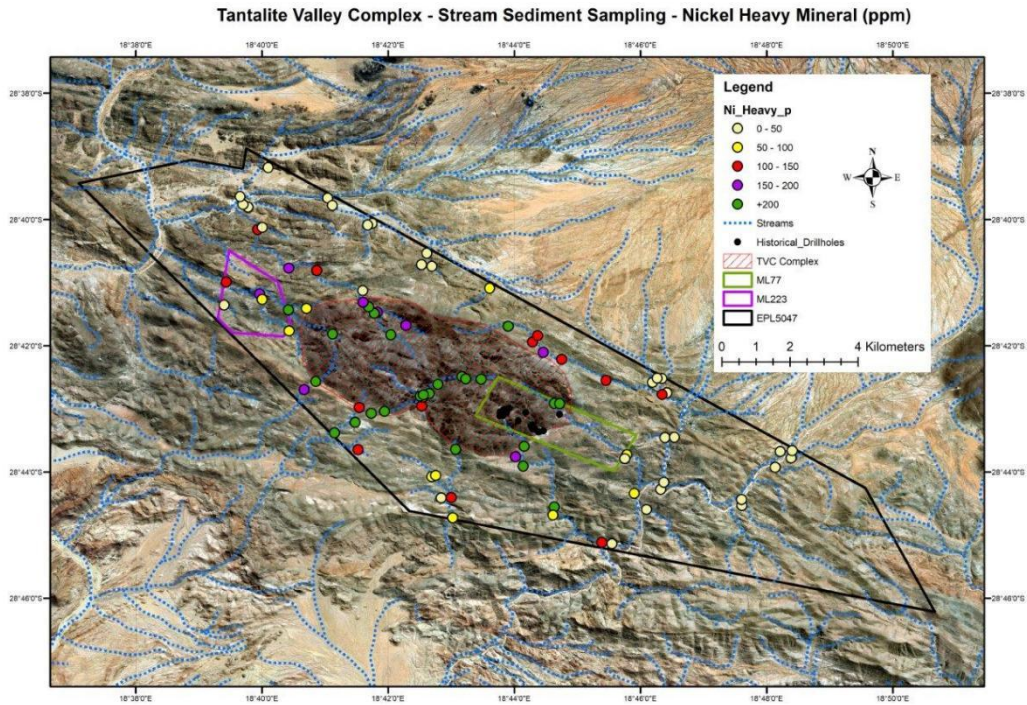 Tantalite Valley Complex - Stream Sediment Sampling - Nickel Heavy Mineral (ppm)
18°38'0"E 18°40'0"E 18°42'0"E 18°44'0"E 18°46'0"E 18°48'0"E 18°50'0"E
28°38'0"S 28°38'0"S
Legend
Ni_Heavy_p
0 - 50
50 - 100
100 - 150
150 - 200
+200
Streams
Historical_Drillholes
TVC Complex
ML77
ML223
EPL5047
N
W E
S
0 1 2 4 Kilometers
28°40'0"S 28°40'0"S
28°42'0"S 28°42'0"S
28°44'0"S 28°44'0"S
28°46'0"S 28°46'0"S
18°38'0"E 18°40'0"E 18°42'0"E 18°44'0"E 18°46'0"E 18°48'0"E 18°50'0"E